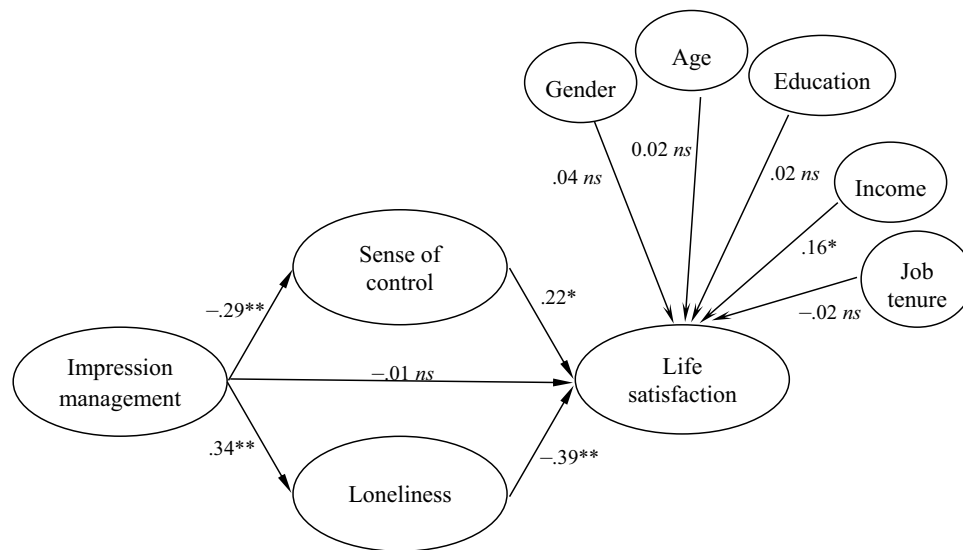 Age
Gender
Education
0.02 ns
.04 ns
.02 ns
Income
Sense of
control
.16*
Job
tenure
–.29**
.22*
–.02 ns
Impression
management
–.01 ns
Life
satisfaction
.34**
–.39**
Loneliness